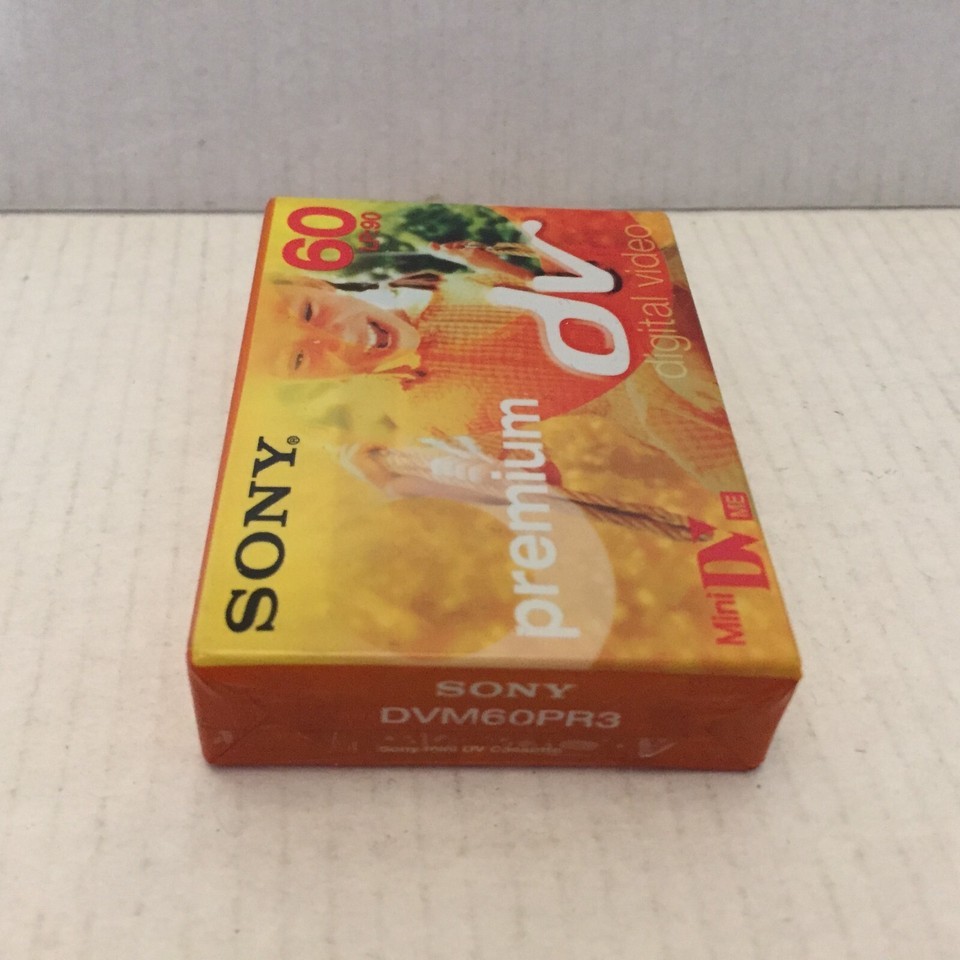 SONY®
60
LP:90
premium
dv
digital video
Mini DV
ME
SONY
DVM60PR3
Sony mini DV Cassette